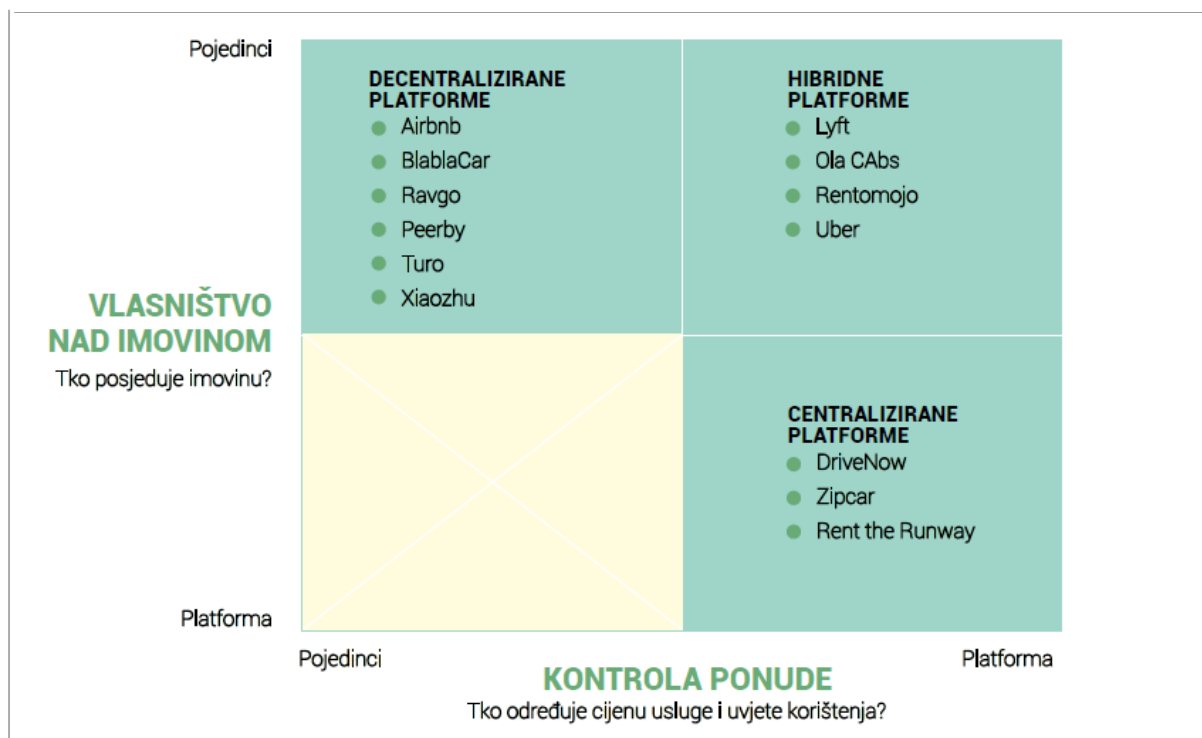 Pojedinci
DECENTRALIZIRANE
PLATFORME
Airbnb
BlablaCar
Ravgo
Peerby
Turo
Xiaozhu
HIBRIDNE
PLATFORME
Lyft
Ola CAbs
Rentomojo
Uber
VLASNIŠTVO
NAD IMOVINOM
Tko posjeduje imovinu?
CENTRALIZIRANE
PLATFORME
DriveNow
Zipcar
Rent the Runway
Platforma
Pojedinci
Platforma
KONTROLA PONUDE
Tko određuje cijenu usluge i uvjete korištenja?